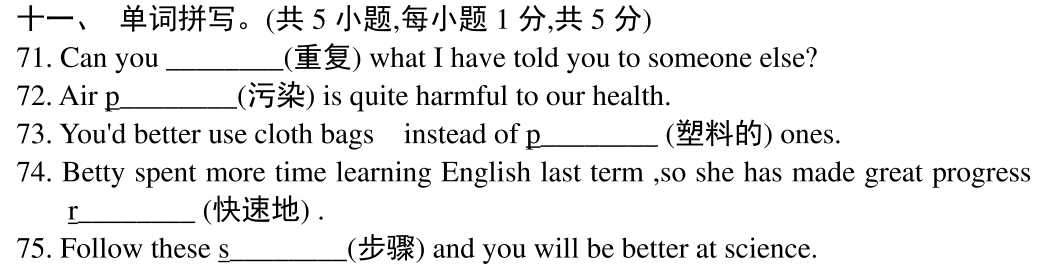 十一、 单词拼写。(共 5 小题,每小题 1 分,共 5 分)
71. Can you ________(重复) what I have told you to someone else?
72. Air p________(污染) is quite harmful to our health.
73. You'd better use cloth bags instead of p________ (塑料的) ones.
74. Betty spent more time learning English last term ,so she has made great progress
r________ (快速地) .
75. Follow these s________(步骤) and you will be better at science.